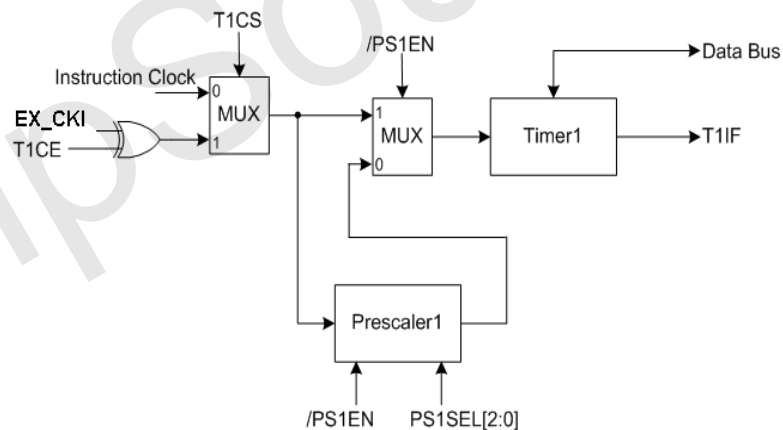 T1CS
/PS1EN
Data Bus
Instruction Clock
0
MUX
EX_CKI
T1CE
1
1
MUX
0
Timer1
T1IF
Prescaler1
/PS1EN
PS1SEL[2:0]